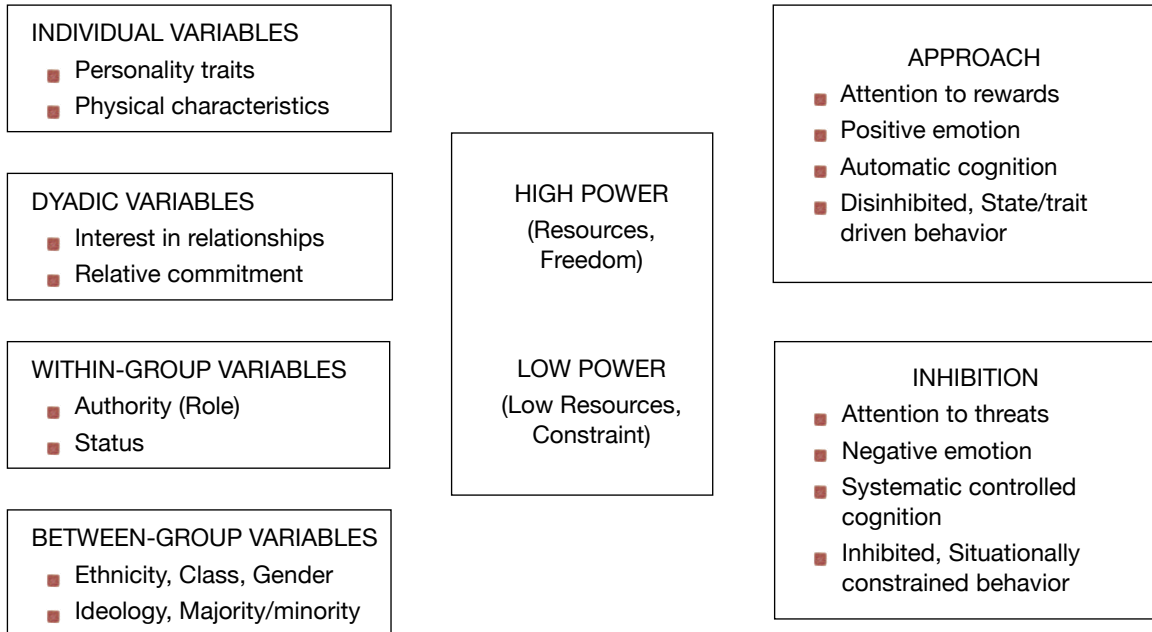 INDIVIDUAL VARIABLES
Personality traits
Physical characteristics
DYADIC VARIABLES
Interest in relationships
Relative commitment
WITHIN-GROUP VARIABLES
Authority (Role)
Status
BETWEEN-GROUP VARIABLES
Ethnicity, Class, Gender
Ideology, Majority/minority
HIGH POWER
(Resources,
Freedom)
LOW POWER
(Low Resources,
Constraint)
APPROACH
Attention to rewards
Positive emotion
Automatic cognition
Disinhibited, State/trait
driven behavior
INHIBITION
Attention to threats
Negative emotion
Systematic controlled
cognition
Inhibited, Situationally
constrained behavior